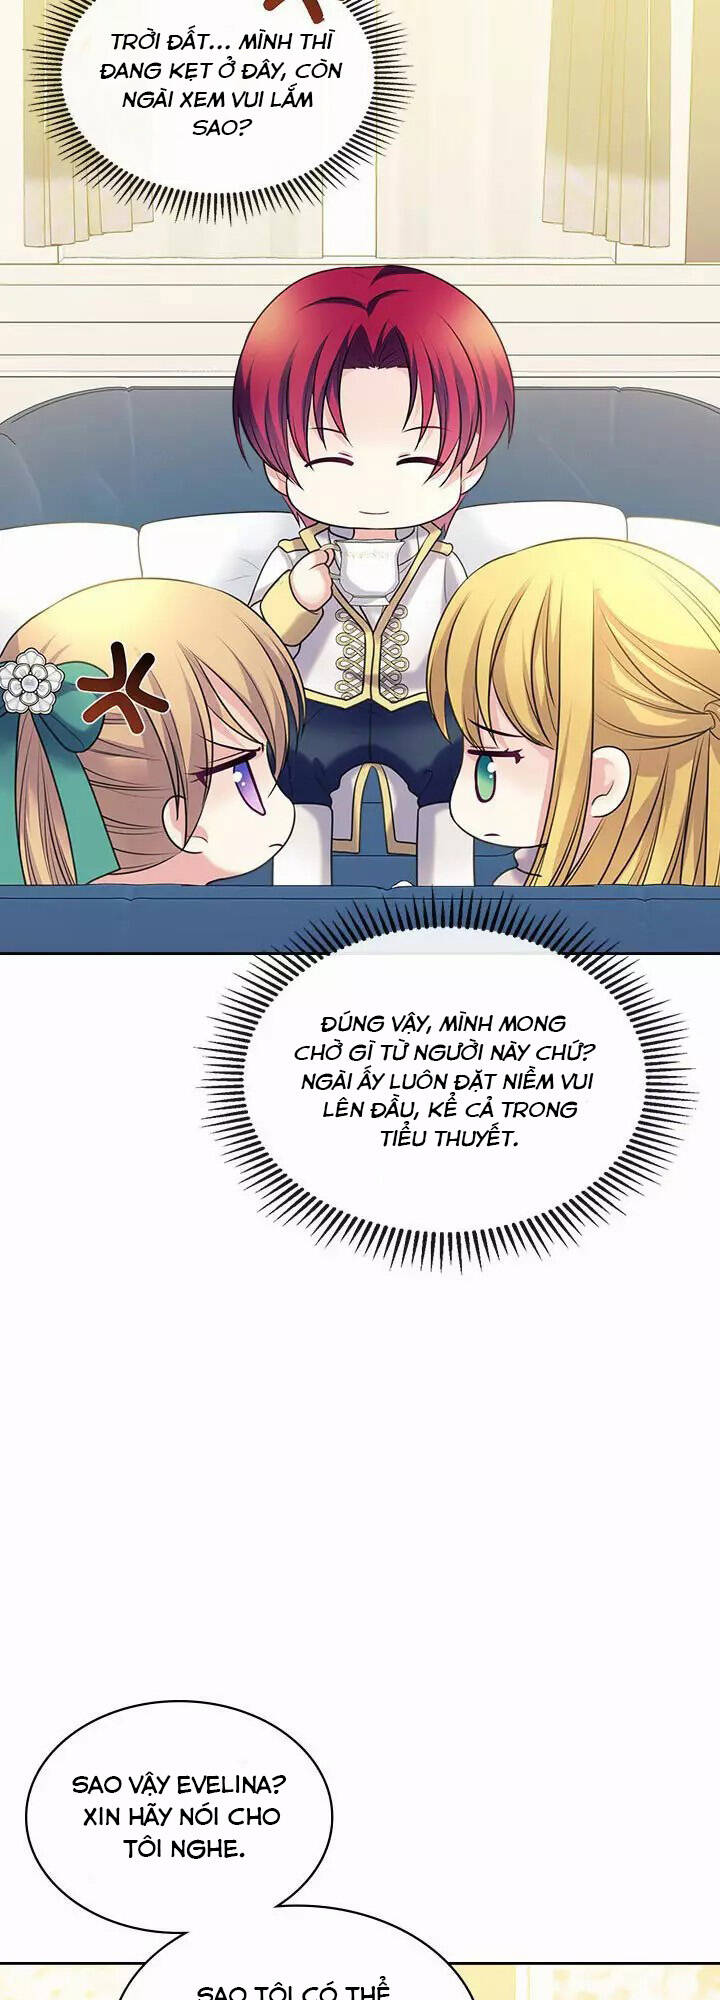 TRỜI ĐẤT... MÌNH THÌ
ĐANG KẸT Ở ĐÂY, CÒN
NGÀI XEM VUI LẮM
SAO?
ĐÚNG VẬY, MÌNH MONG
CHỜ GÌ TỪ NGƯỜI NÀY CHỨ?
NGÀI ẤY LUÔN ĐẶT NIỀM VUI
LÊN ĐẦU, KỂ CẢ TRONG
TIỂU THUYẾT.
SAO VẬY EVELINA?
XIN HÃY NÓI CHO
TÔI NGHE.
SAO TÔI CÓ THỂ